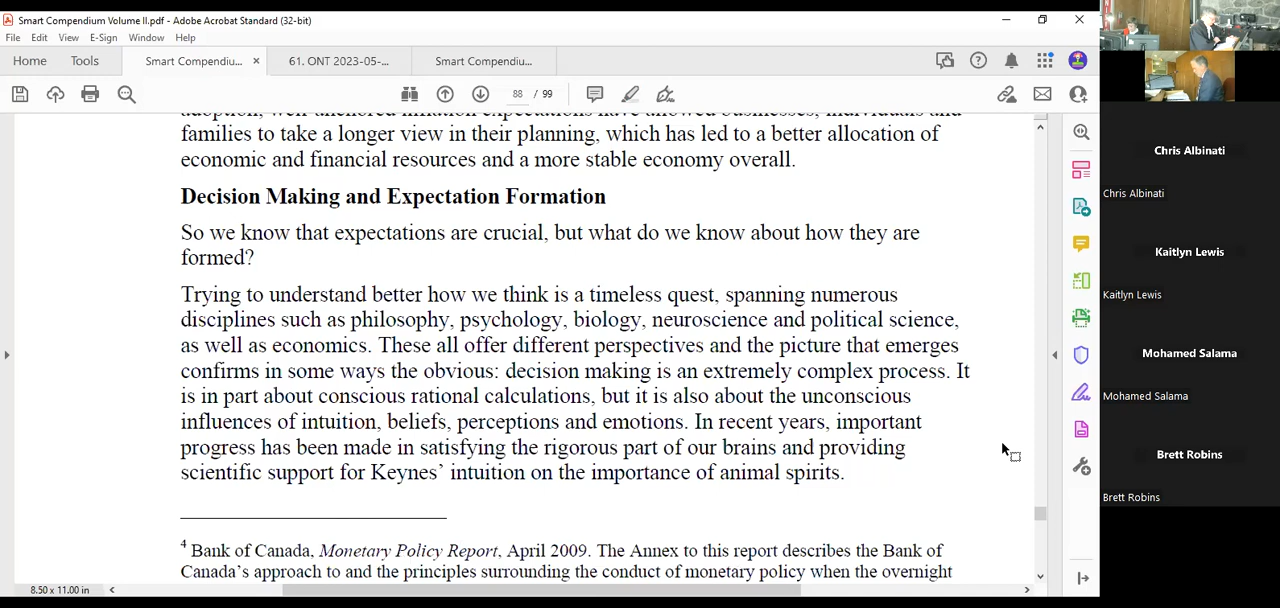 Smart Compendium Volume II.pdf - Adobe Acrobat Standard (32-bit)
File Edit View E-Sign Window Help
Home Tools Smart Compendiu... × 61. ONT 2023-05-... Smart Compendiu...
88 / 99
adoption, well-anchored inflation expectations have allowed businesses, individuals and
families to take a longer view in their planning, which has led to a better allocation of
economic and financial resources and a more stable economy overall.
Decision Making and Expectation Formation
So we know that expectations are crucial, but what do we know about how they are
formed?
Trying to understand better how we think is a timeless quest, spanning numerous
disciplines such as philosophy, psychology, biology, neuroscience and political science,
as well as economics. These all offer different perspectives and the picture that emerges
confirms in some ways the obvious: decision making is an extremely complex process. It
is in part about conscious rational calculations, but it is also about the unconscious
influences of intuition, beliefs, perceptions and emotions. In recent years, important
progress has been made in satisfying the rigorous part of our brains and providing
scientific support for Keynes’ intuition on the importance of animal spirits.
4 Bank of Canada, Monetary Policy Report, April 2009. The Annex to this report describes the Bank of
Canada’s approach to and the principles surrounding the conduct of monetary policy when the overnight
8.50 x 11.00 in
Chris Albinati
Chris Albinati
Kaitlyn Lewis
Kaitlyn Lewis
Mohamed Salama
Mohamed Salama
Brett Robins
Brett Robins